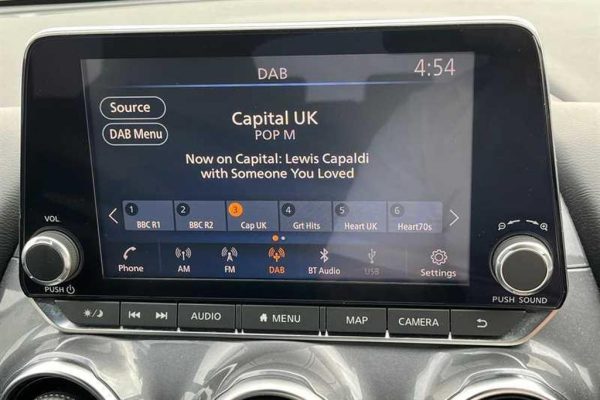 DAB
4:54
Source
DAB Menu
Capital UK
POP M
Now on Capital: Lewis Capaldi
with Someone You Loved
1 2 3 4 5 6
BBC R1 BBC R2 Cap UK Grt Hits Heart UK Heart70s
Phone AM FM DAB BT Audio USB Settings
VOL
PUSH
PUSH SOUND
AUDIO MENU MAP CAMERA